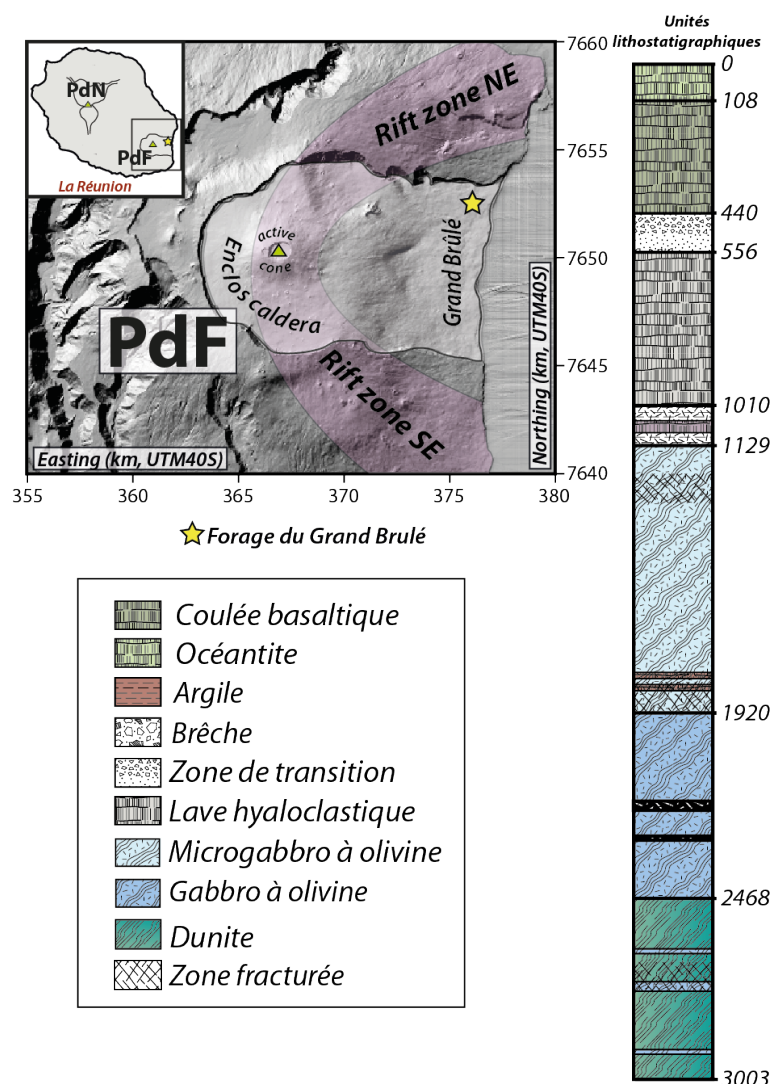 PdN
PdF
La Réunion
Rift zone NE
active
cone
Enclos caldera
Grand Brûlé
PdF
Rift zone SE
Easting (km, UTM40S)
Northing (km, UTM40S)
7660
7655
7650
7645
7640
355
360
365
370
375
380
Forage du Grand Brulé
Coulée basaltique
Océantite
Argile
Brêche
Zone de transition
Lave hyaloclastique
Microgabbro à olivine
Gabbro à olivine
Dunite
Zone fracturée
Unités
lithostatigraphiques
0
108
440
556
1010
1129
1920
2468
3003